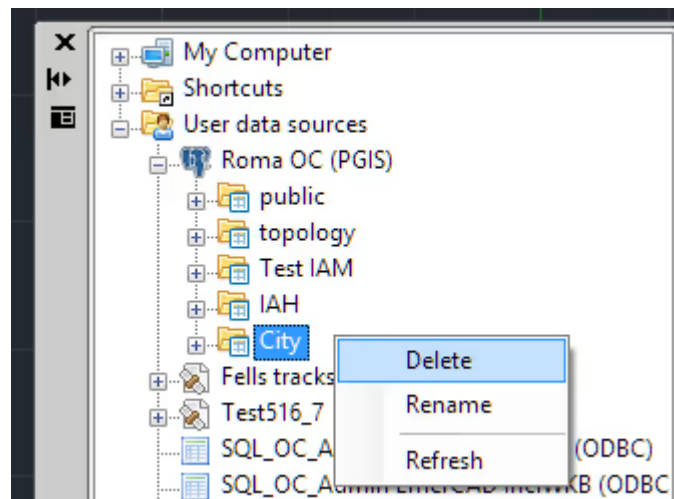 My Computer
Shortcuts
User data sources
Roma OC (PGIS)
public
topology
Test IAM
IAH
City
Delete
Fells tracks
Rename
Test516_7
SQL_OC_A (ODBC)
Refresh
(ODBC